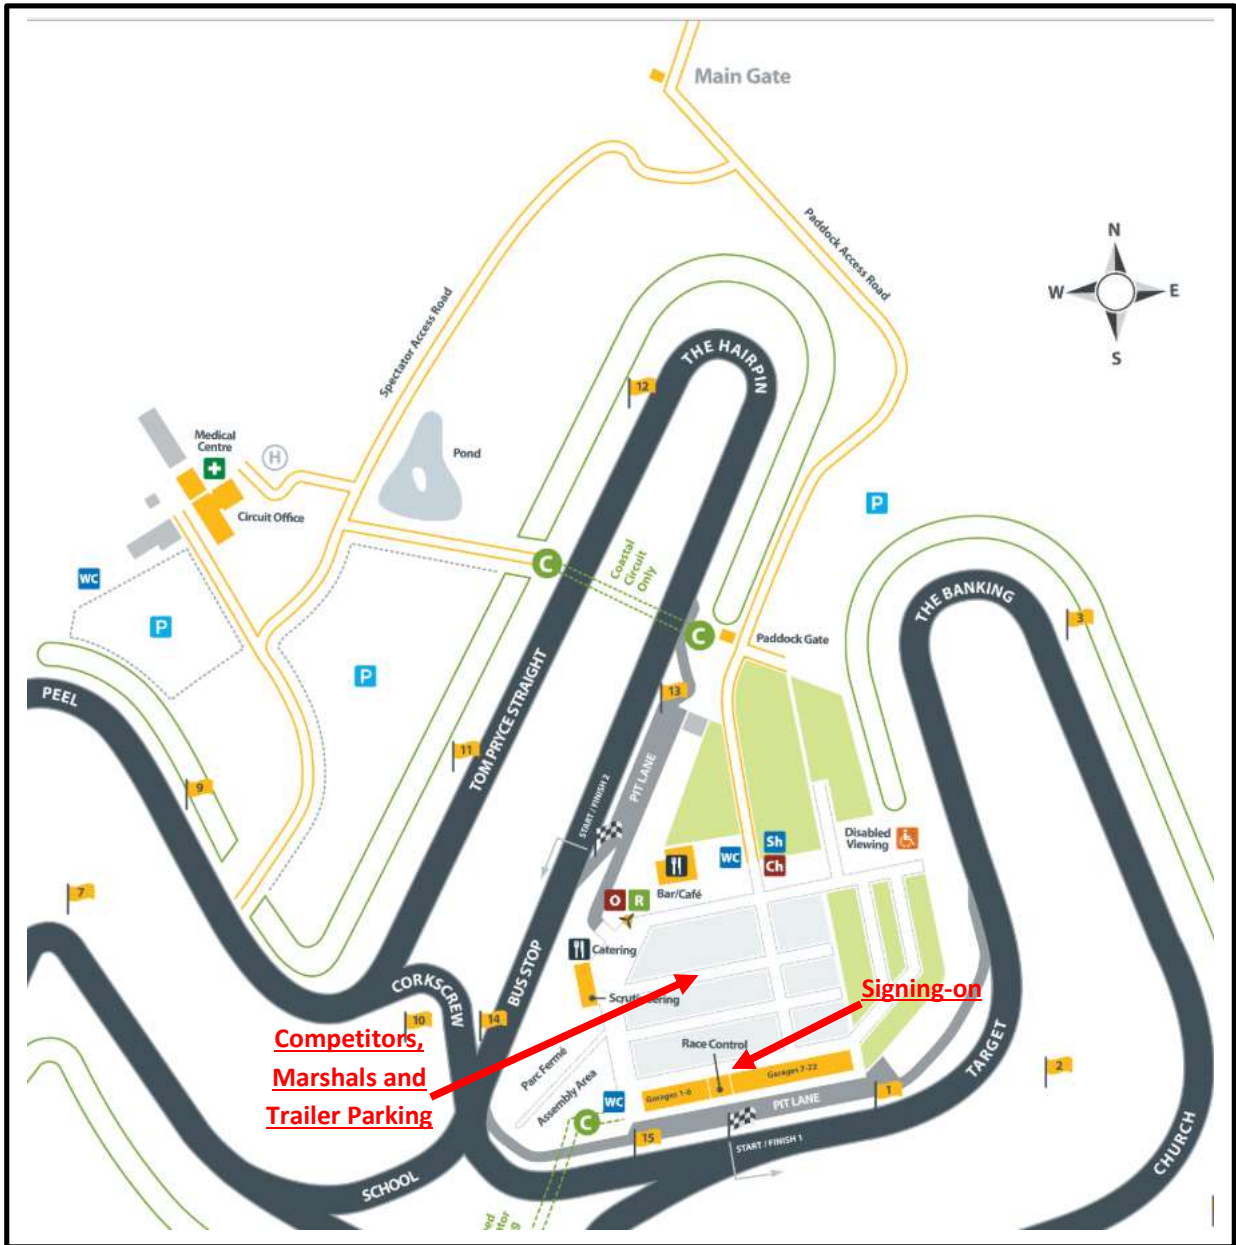 Main Gate
Paddock Access Road
N
W
E
S
Spectator Access Road
THE HAIRPIN
12
Medical
Centre
H
Pond
Circuit Office
P
Coastal
Circuit
Only
C
C
WC
P
P
THE BANKING
3
Paddock Gate
PEEL
TOM PRYCE STRAIGHT
13
11
9
PIT LANE
START / FINISH 2
Disabled
Viewing
Sh
WC
Ch
Bar/Café
7
O R
Catering
BUS STOP
CORKSCREW
Scrutineering
Signing-on
10
14
Competitors,
Marshals and
Trailer Parking
Race Control
TARGET
Parc Fermé
Assembly Area
Garages 1-6
Garages 7-22
2
WC
PIT LANE
1
C
15
START / FINISH 1
CHURCH
SCHOOL